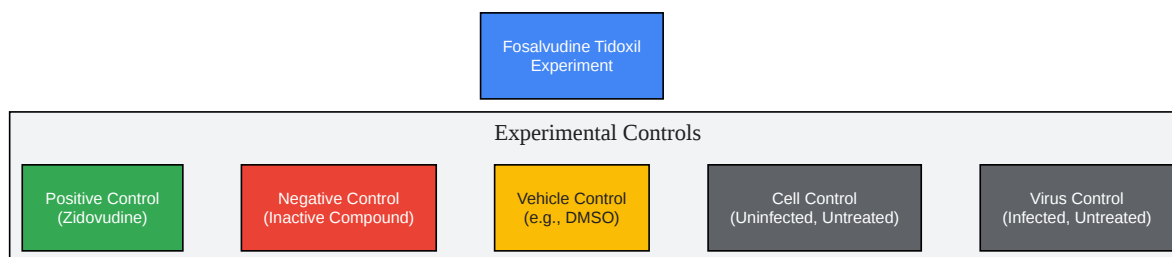 Fosalvudine Tidoxil
Experiment
Experimental Controls
Positive Control
(Zidovudine)
Negative Control
(Inactive Compound)
Vehicle Control
(e.g., DMSO)
Cell Control
(Uninfected, Untreated)
Virus Control
(Infected, Untreated)